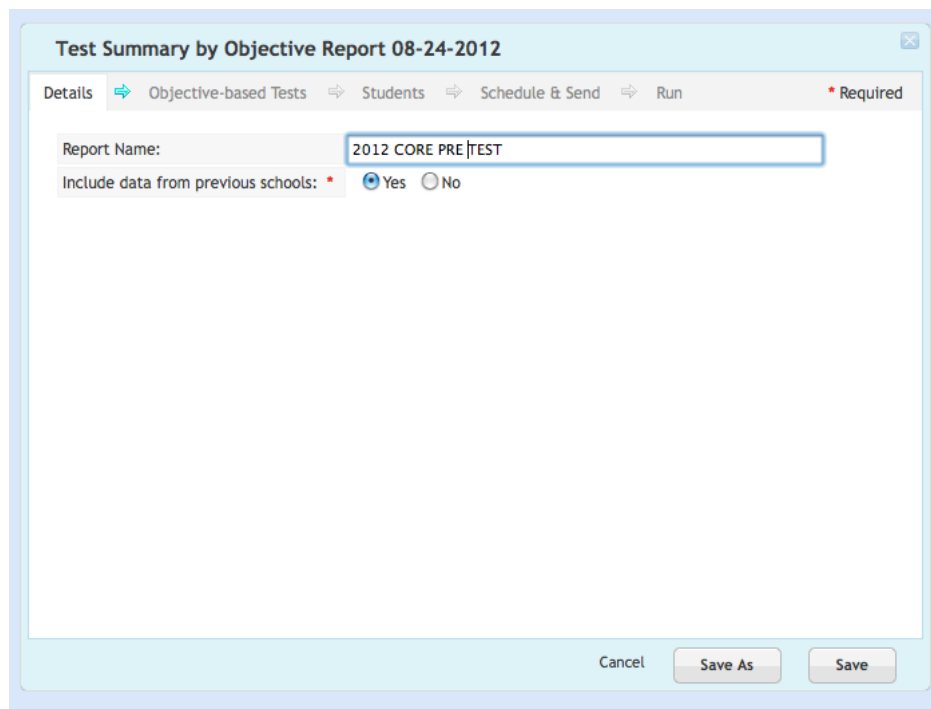 Test Summary by Objective Report 08-24-2012
Details Objective-based Tests Students Schedule & Send Run * Required
Report Name: 2012 CORE PRE TEST
Include data from previous schools: * Yes No
Cancel Save As Save